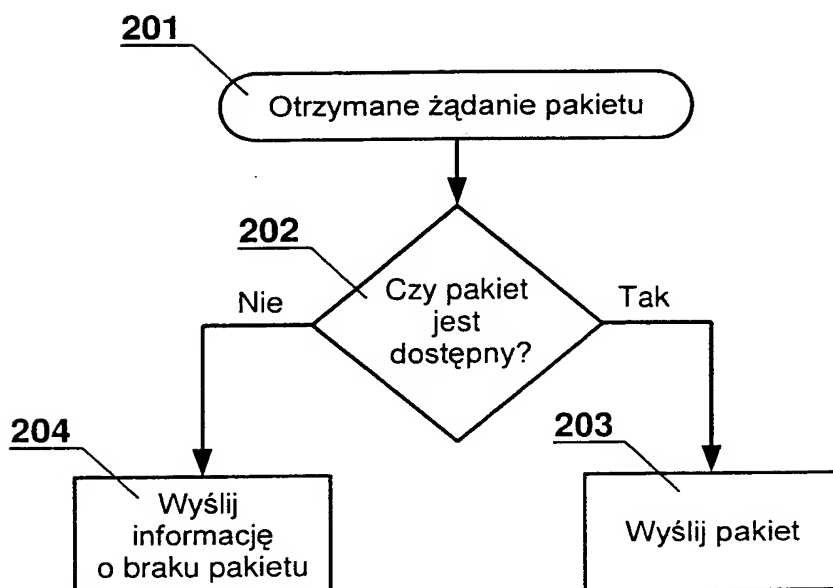 201
Otrzymane żądanie pakietu
202
Czy pakiet
jest
dostępny?
Nie
Tak
204
Wyślij
informację
o braku pakietu
203
Wyślij pakiet